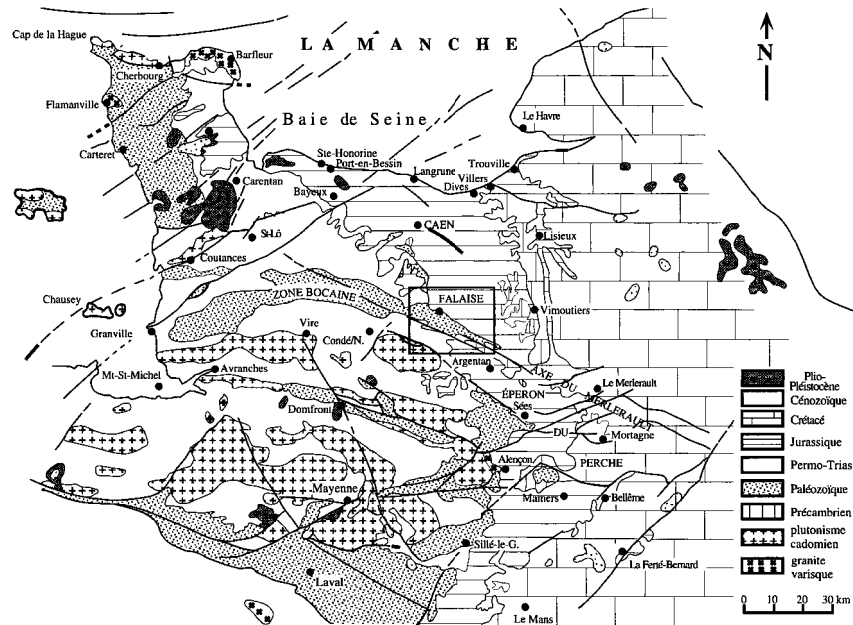 Cap de la Hague
Cherbourg
Barfleur
LA MANCHE
N
Flamanville
Baie de Seine
Le Havre
Carteret
Ste-Honorine
Port-en-Bessin
Trouville
Langrune
Villers
Dives
Carentan
Bayeux
CAEN
St-Lô
Lisieux
Coutances
Chausey
ZONE BOCAINE
FALAISE
Granville
Vire
Condé/N.
Vimoutiers
Argentan
Mt-St-Michel
Avranches
AXE DU MERLERAULT
Le Merlerault
ÉPERON
Domfront
Sées
DU
Mortagne
Alençon
PERCHE
Mayenne
Mamers
Bellême
Sillé-le-G.
La Ferté-Bernard
Laval
Le Mans
Plio-
Pléistocène
Cénozoïque
Crétacé
Jurassique
Permo-Trias
Paléozoïque
Précambrien
plutonisme
cadomien
granite
varisque
0 10 20 30 km